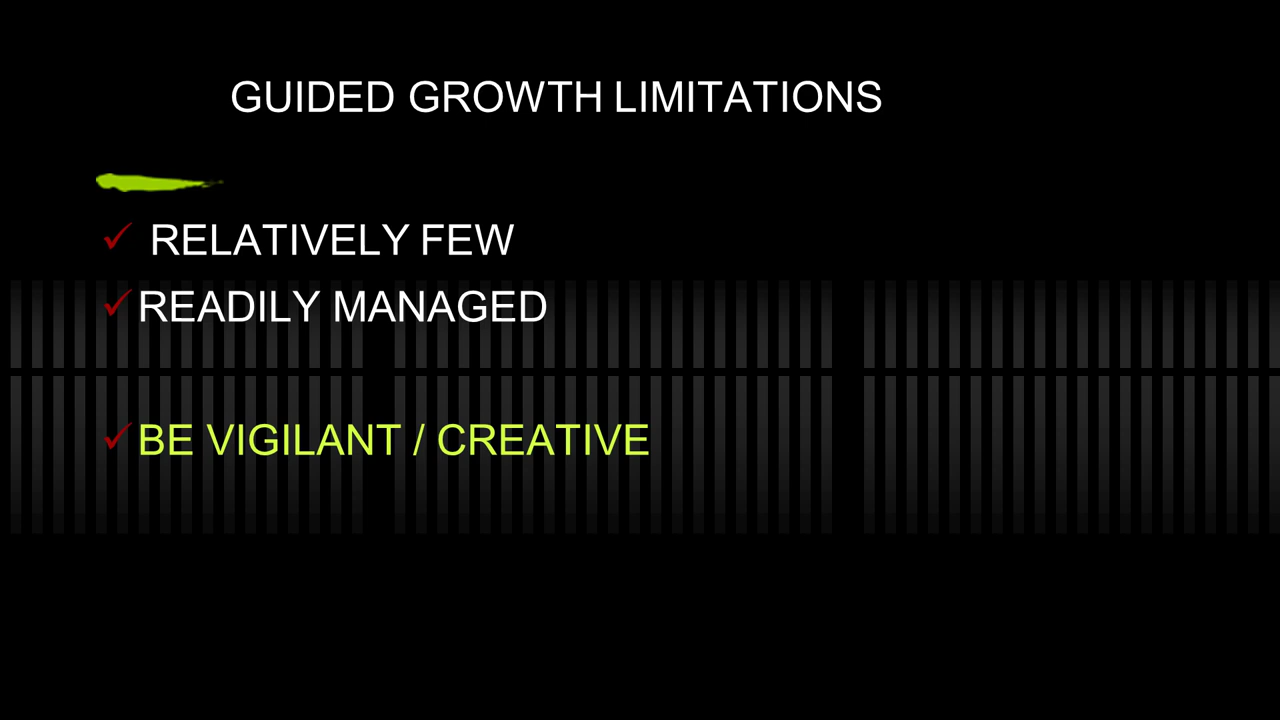 GUIDED GROWTH LIMITATIONS
RELATIVELY FEW
READILY MANAGED
BE VIGILANT / CREATIVE